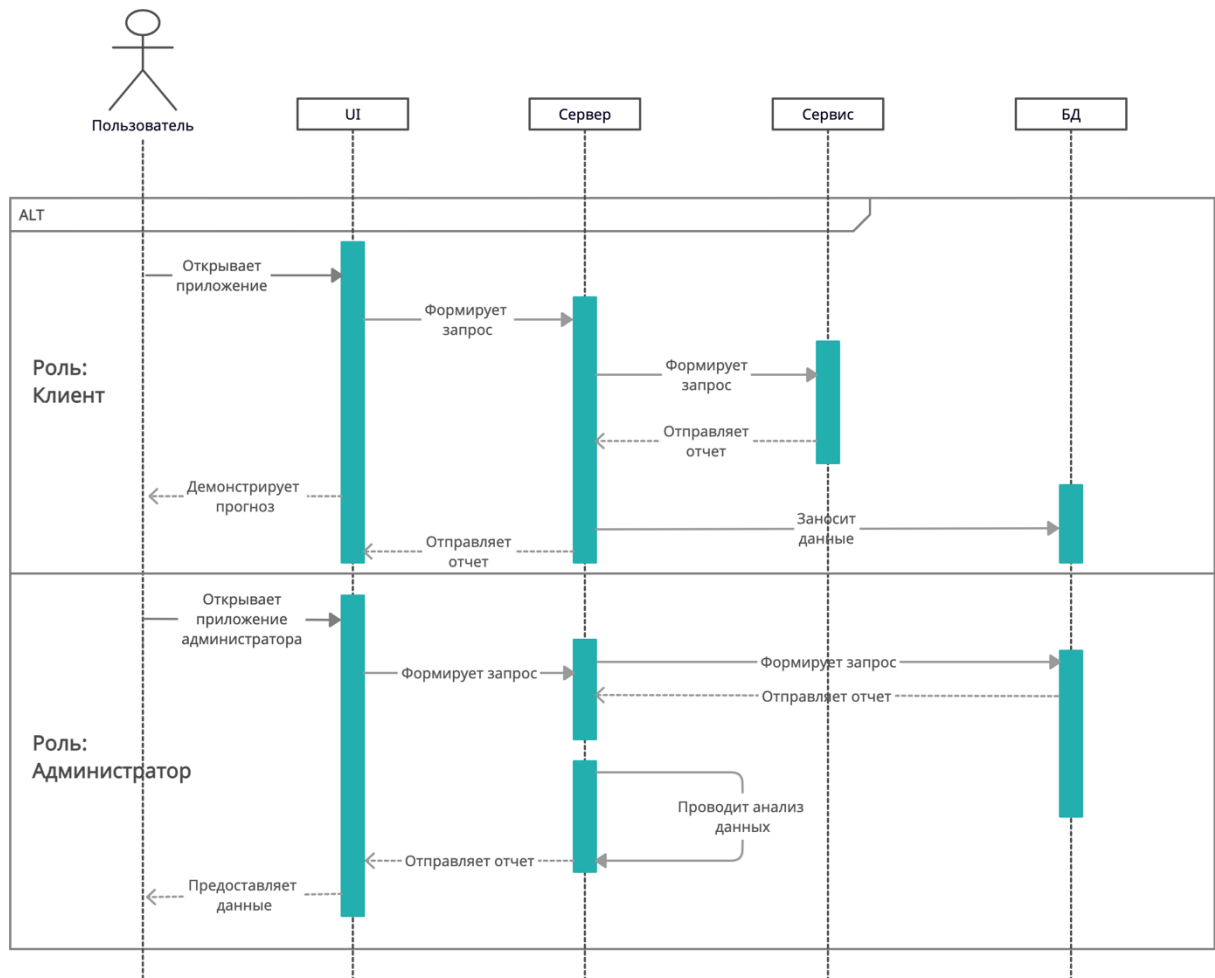 Пользователь
UI
Сервер
Сервис
БД
ALT
Открывает
приложение
Формирует
запрос
Роль:
Клиент
Формирует
запрос
Отправляет
отчет
Демонстрирует
прогноз
Заносит
данные
Отправляет
отчет
Открывает
приложение
администратора
Формирует запрос
Формирует запрос
Отправляет отчет
Роль:
Администратор
Проводит анализ
данных
Отправляет отчет
Предоставляет
данные